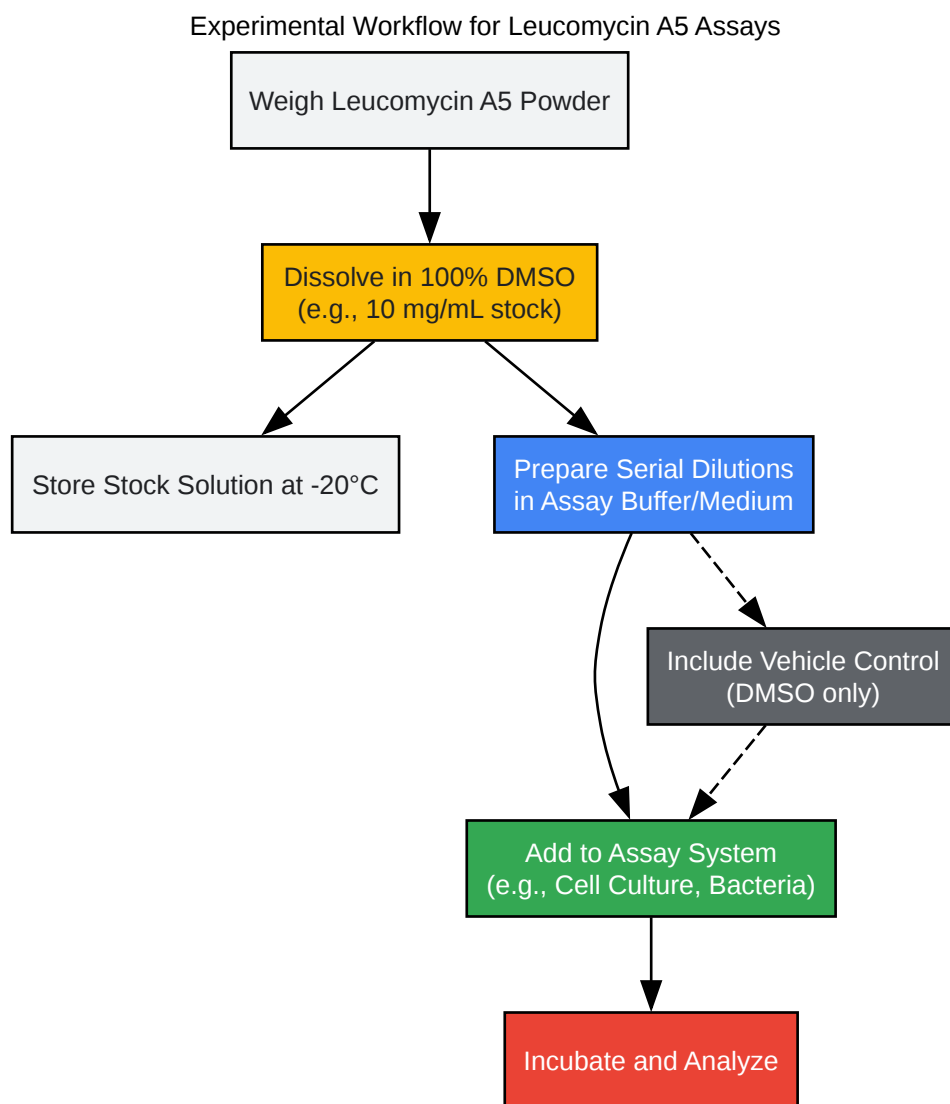 Experimental Workflow for Leucomycin A5 Assays
Weigh Leucomycin A5 Powder
Dissolve in 100% DMSO
(e.g., 10 mg/mL stock)
Store Stock Solution at -20°C
Prepare Serial Dilutions
in Assay Buffer/Medium
Include Vehicle Control
(DMSO only)
Add to Assay System
(e.g., Cell Culture, Bacteria)
Incubate and Analyze